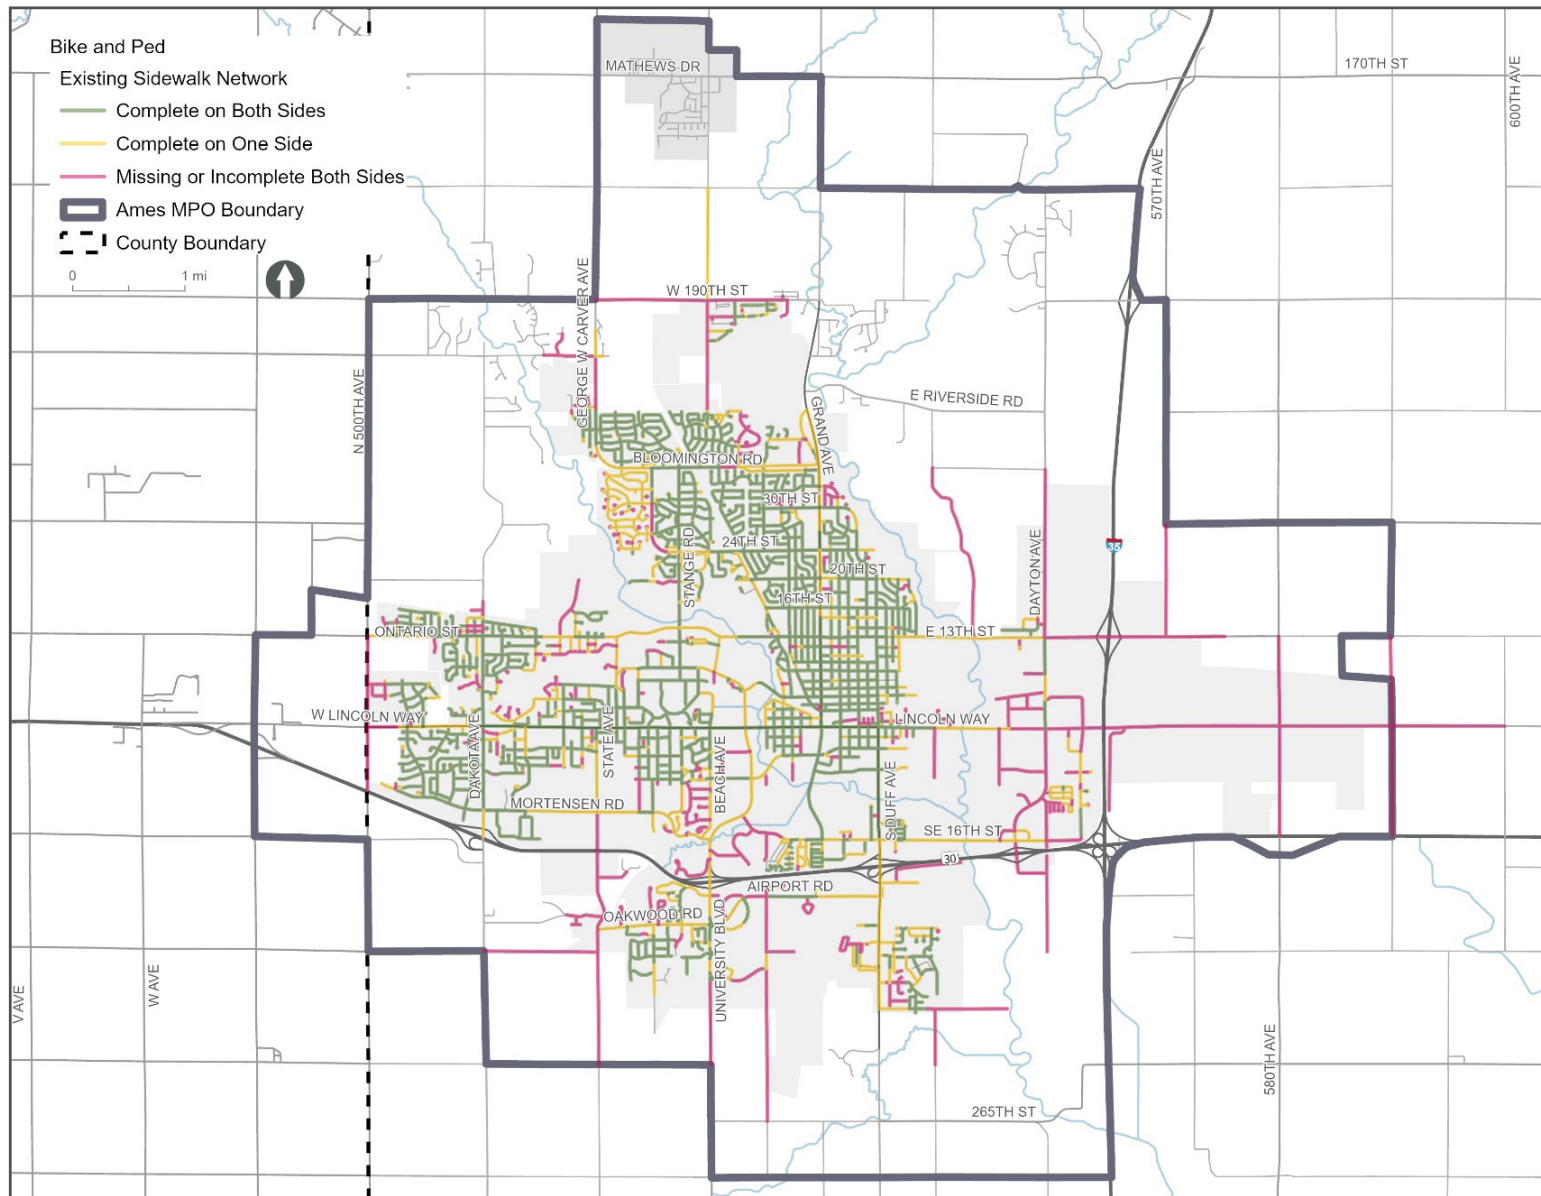 Bike and Ped
Existing Sidewalk Network
Complete on Both Sides
Complete on One Side
Missing or Incomplete Both Sides
Ames MPO Boundary
County Boundary
0 1 mi
MATHEWS DR
170TH ST
600TH AVE
570TH AVE
W 190TH ST
GEORGE W CARVER AVE
N 500TH AVE
E RIVERSIDE RD
GRAND AVE
BLOOMINGTON RD
30TH ST
24TH ST
STANGE RD
20TH ST
DAYTON AVE
35
16TH ST
ONTARIO ST
E 13TH ST
W LINCOLN WAY
LINCOLN WAY
DAKOTA AVE
STATE AVE
BEACH AVE
S DUFF AVE
MORTENSEN RD
SE 16TH ST
30
AIRPORT RD
OAKWOOD RD
UNIVERSITY BLVD
V AVE
W AVE
580TH AVE
265TH ST